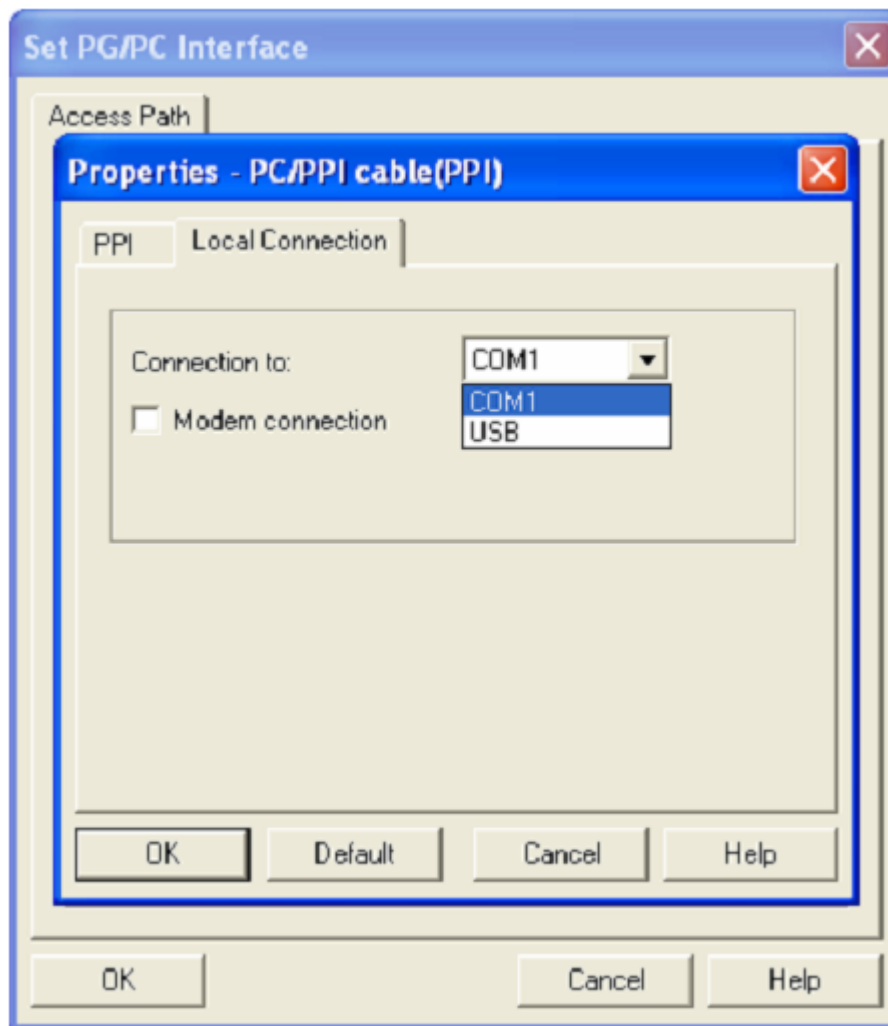 Set PG/PC Interface
Access Path
Properties - PC/PPI cable(PPI)
PPI
Local Connection
Connection to:
COM1
COM1
USB
Modem connection
OK
Default
Cancel
Help
OK
Cancel
Help